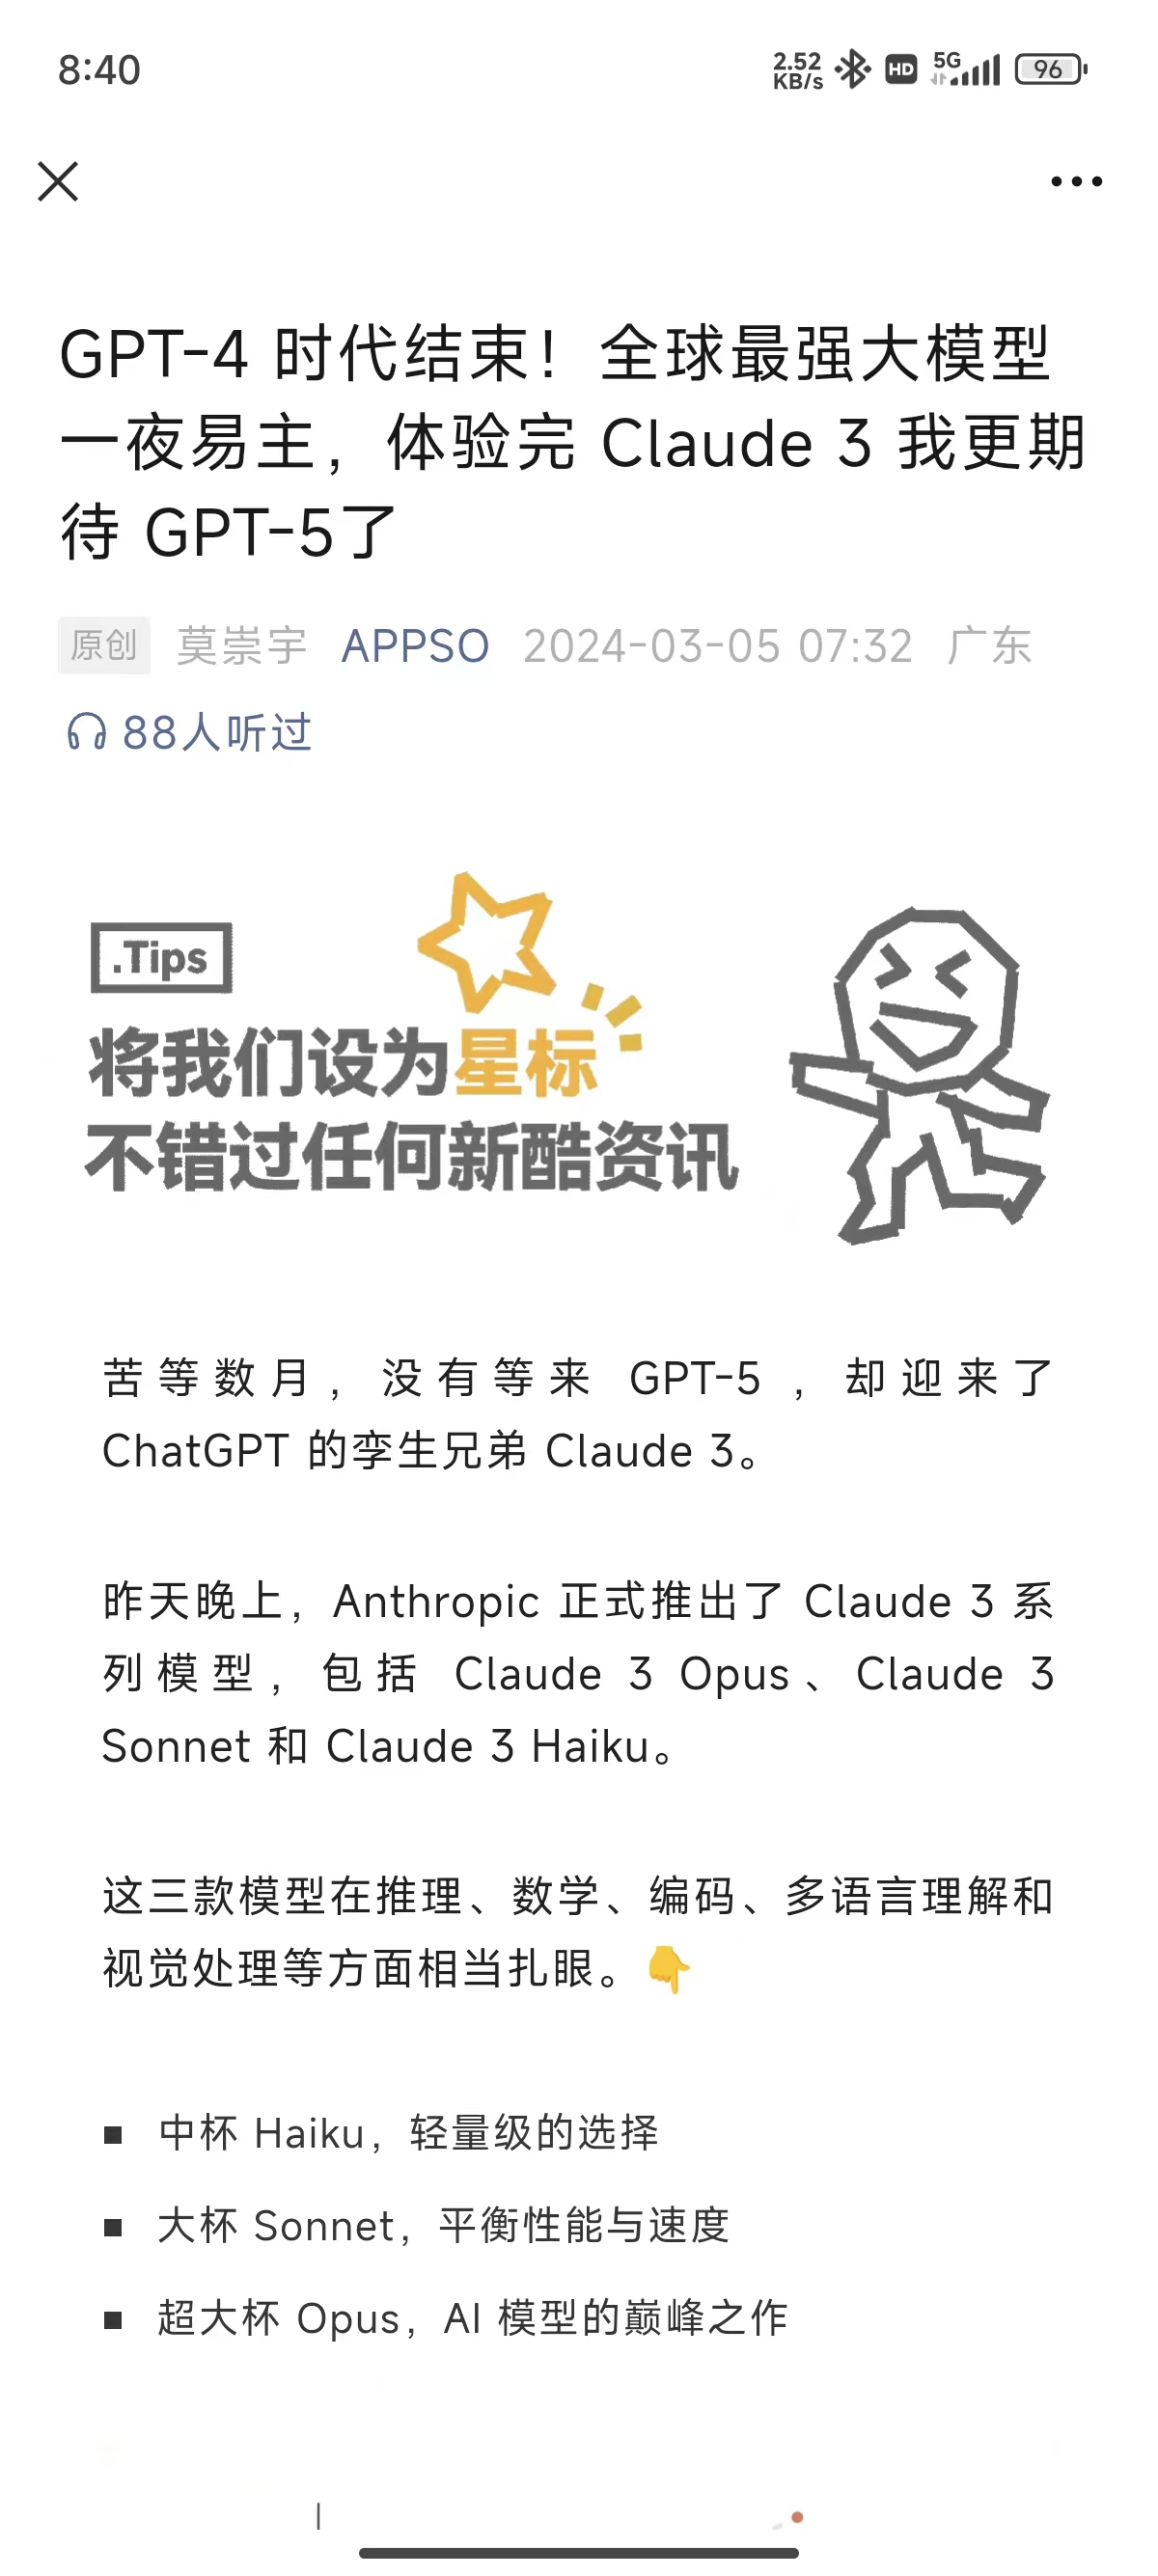 8:40
2.52
KB/s
HD
5G
96
GPT-4 时代结束！全球最强大模型
一夜易主，体验完 Claude 3 我更期
待 GPT-5了
原创 莫崇宇 APPSO 2024-03-05 07:32 广东
88人听过
.Tips
将我们设为星标
不错过任何新酷资讯
苦等数月，没有等来 GPT-5 ，却迎来了
ChatGPT 的孪生兄弟 Claude 3。
昨天晚上，Anthropic 正式推出了 Claude 3 系
列模型，包括 Claude 3 Opus、Claude 3
Sonnet 和 Claude 3 Haiku。
这三款模型在推理、数学、编码、多语言理解和
视觉处理等方面相当扎眼。👇
■ 中杯 Haiku，轻量级的选择
■ 大杯 Sonnet，平衡性能与速度
■ 超大杯 Opus，AI 模型的巅峰之作